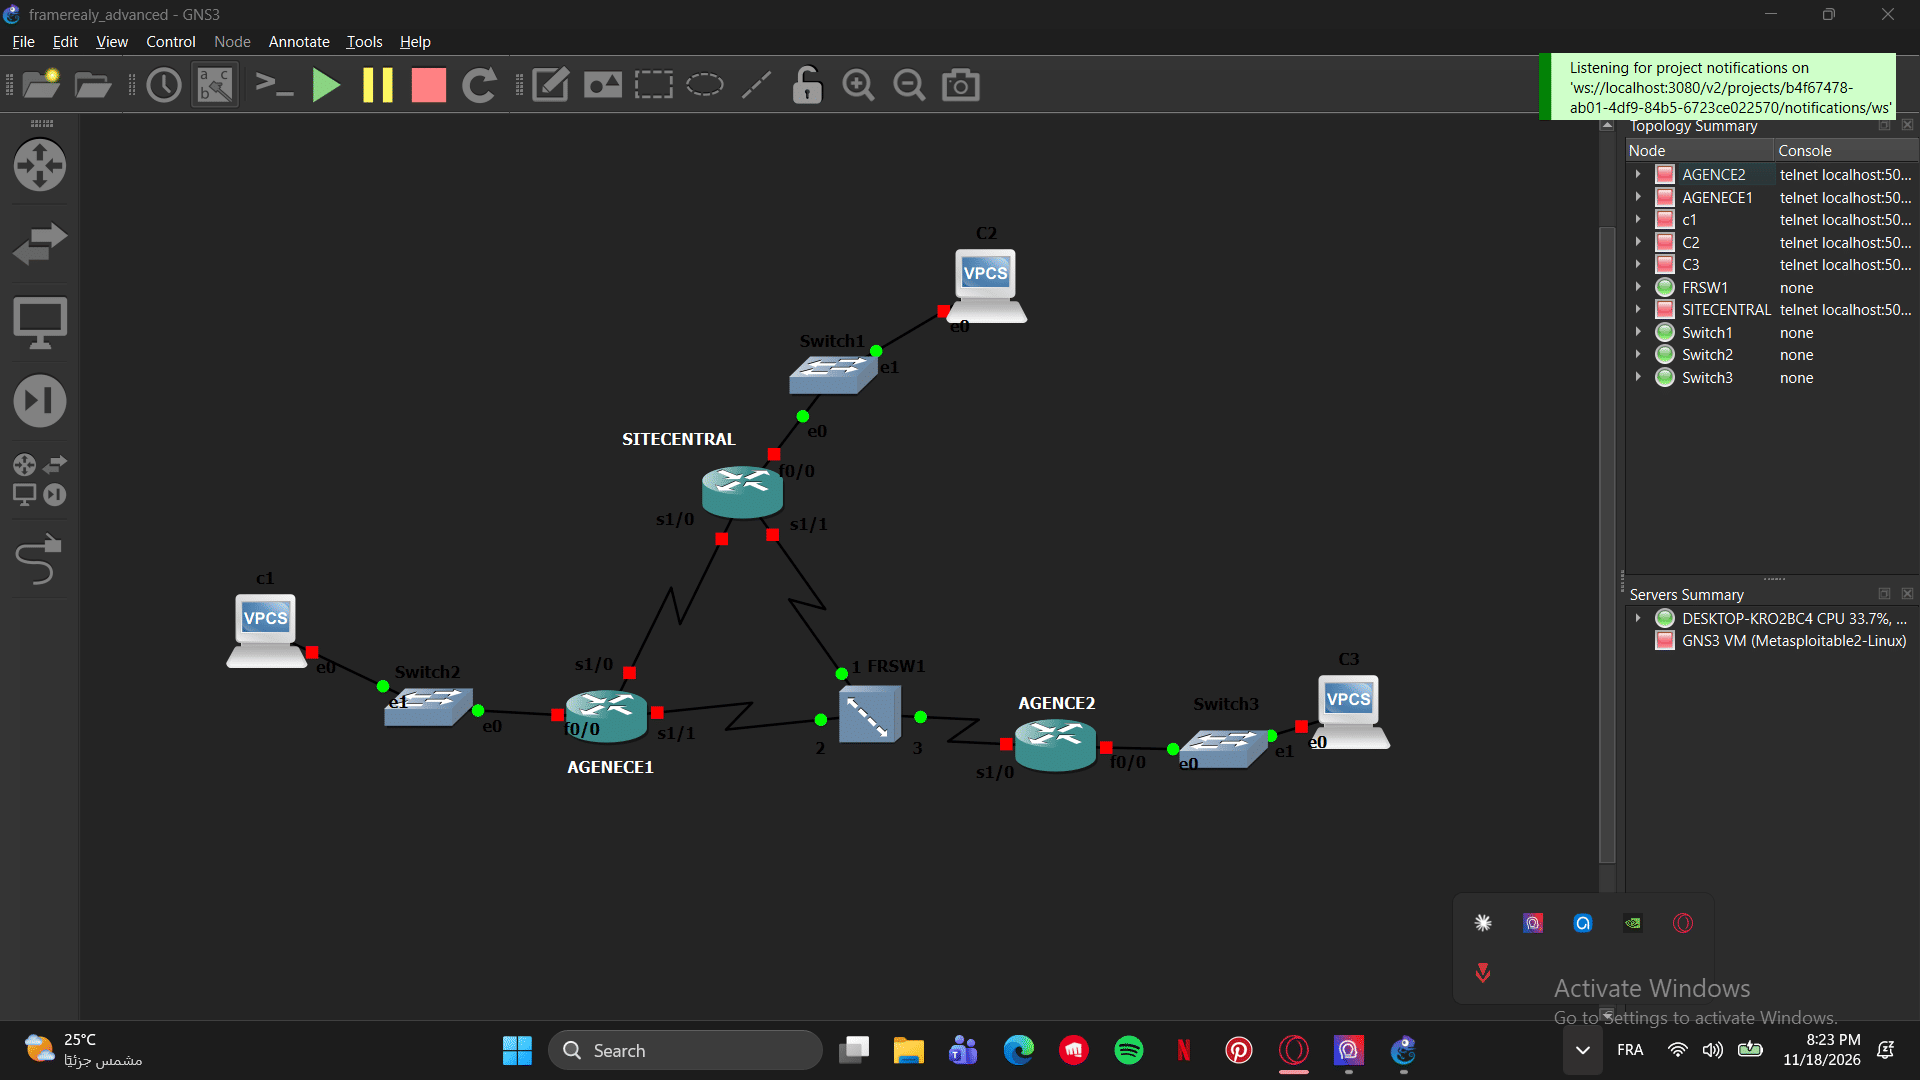 framerealy_advanced - GNS3
File Edit View Control Node Annotate Tools Help
Listening for project notifications on
'ws://localhost:3080/v2/projects/b4f67478-
ab01-4df9-84b5-6723ce022570/notifications/ws'
Topology Summary
Node Console
AGENCE2 telnet localhost:50...
AGENECE1 telnet localhost:50...
c1 telnet localhost:50...
C2 telnet localhost:50...
C3 telnet localhost:50...
FRSW1 none
SITECENTRAL telnet localhost:50...
Switch1 none
Switch2 none
Switch3 none
Servers Summary
DESKTOP-KRO2BC4 CPU 33.7%, ...
GNS3 VM (Metasploitable2-Linux)
C2
VPCS
e0
Switch1
e1
e0
SITECENTRAL
f0/0
s1/0
s1/1
c1
VPCS
e0
Switch2
e1
e0
s1/0
f0/0
s1/1
AGENECE1
1 FRSW1
2
3
AGENCE2
s1/0
f0/0
Switch3
e0
e1
C3
VPCS
e0
Activate Windows
Go to Settings to activate Windows.
25°C
مشمس جزئيًا
Search
FRA
8:23 PM
11/18/2026